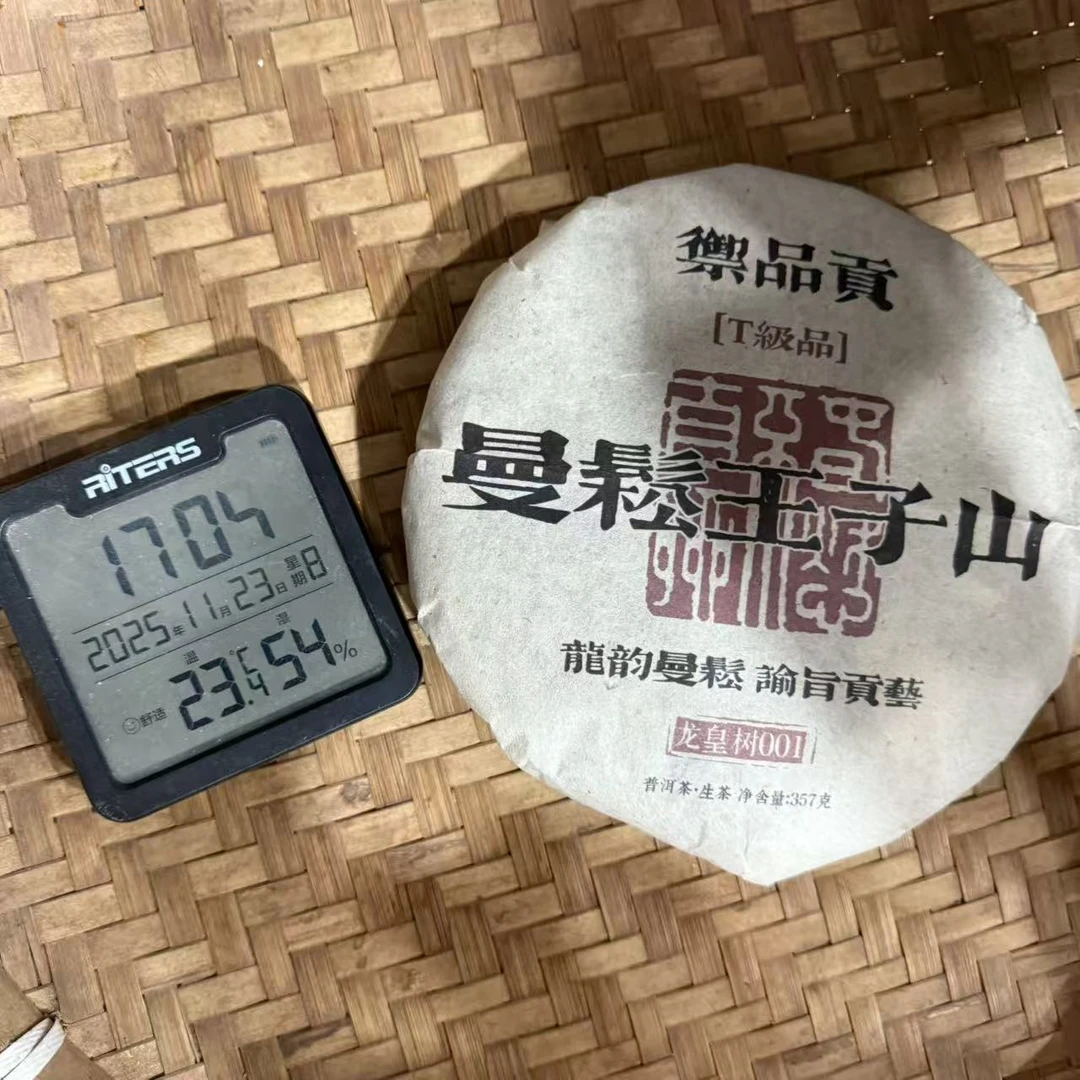 RITERS
1704
2025年11月23日 星期日
温 23.4℃ 湿 54%
舒适
禦品貢
[T級品]
曼鬆王子山
龍韵曼鬆 諭旨貢藝
龙皇树001
普洱茶·生茶 净含量:357克